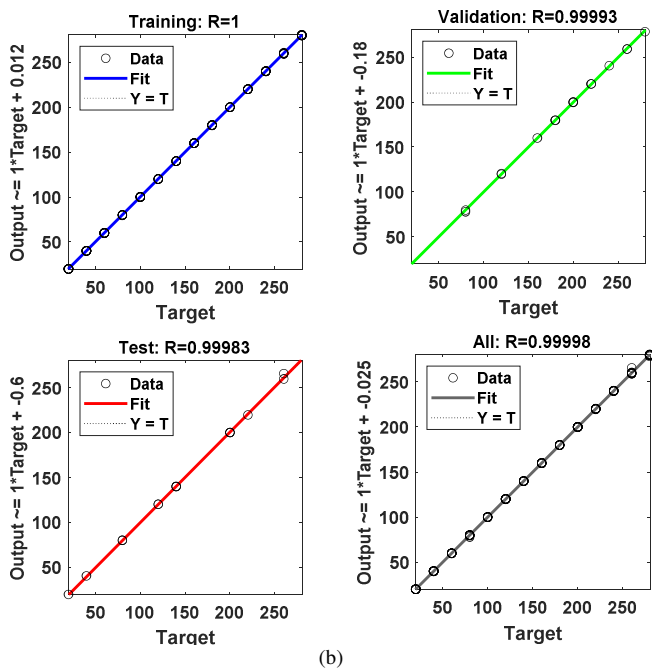 Training: R=1
Output ~= 1*Target + 0.012
250
200
150
100
50
Data
Fit
Y = T
50 100 150 200 250
Target
Validation: R=0.99993
Output ~= 1*Target + -0.18
250
200
150
100
50
Data
Fit
Y = T
50 100 150 200 250
Target
Test: R=0.99983
Output ~= 1*Target + -0.6
250
200
150
100
50
Data
Fit
Y = T
50 100 150 200 250
Target
All: R=0.99998
Output ~= 1*Target + -0.025
250
200
150
100
50
Data
Fit
Y = T
50 100 150 200 250
Target
(b)